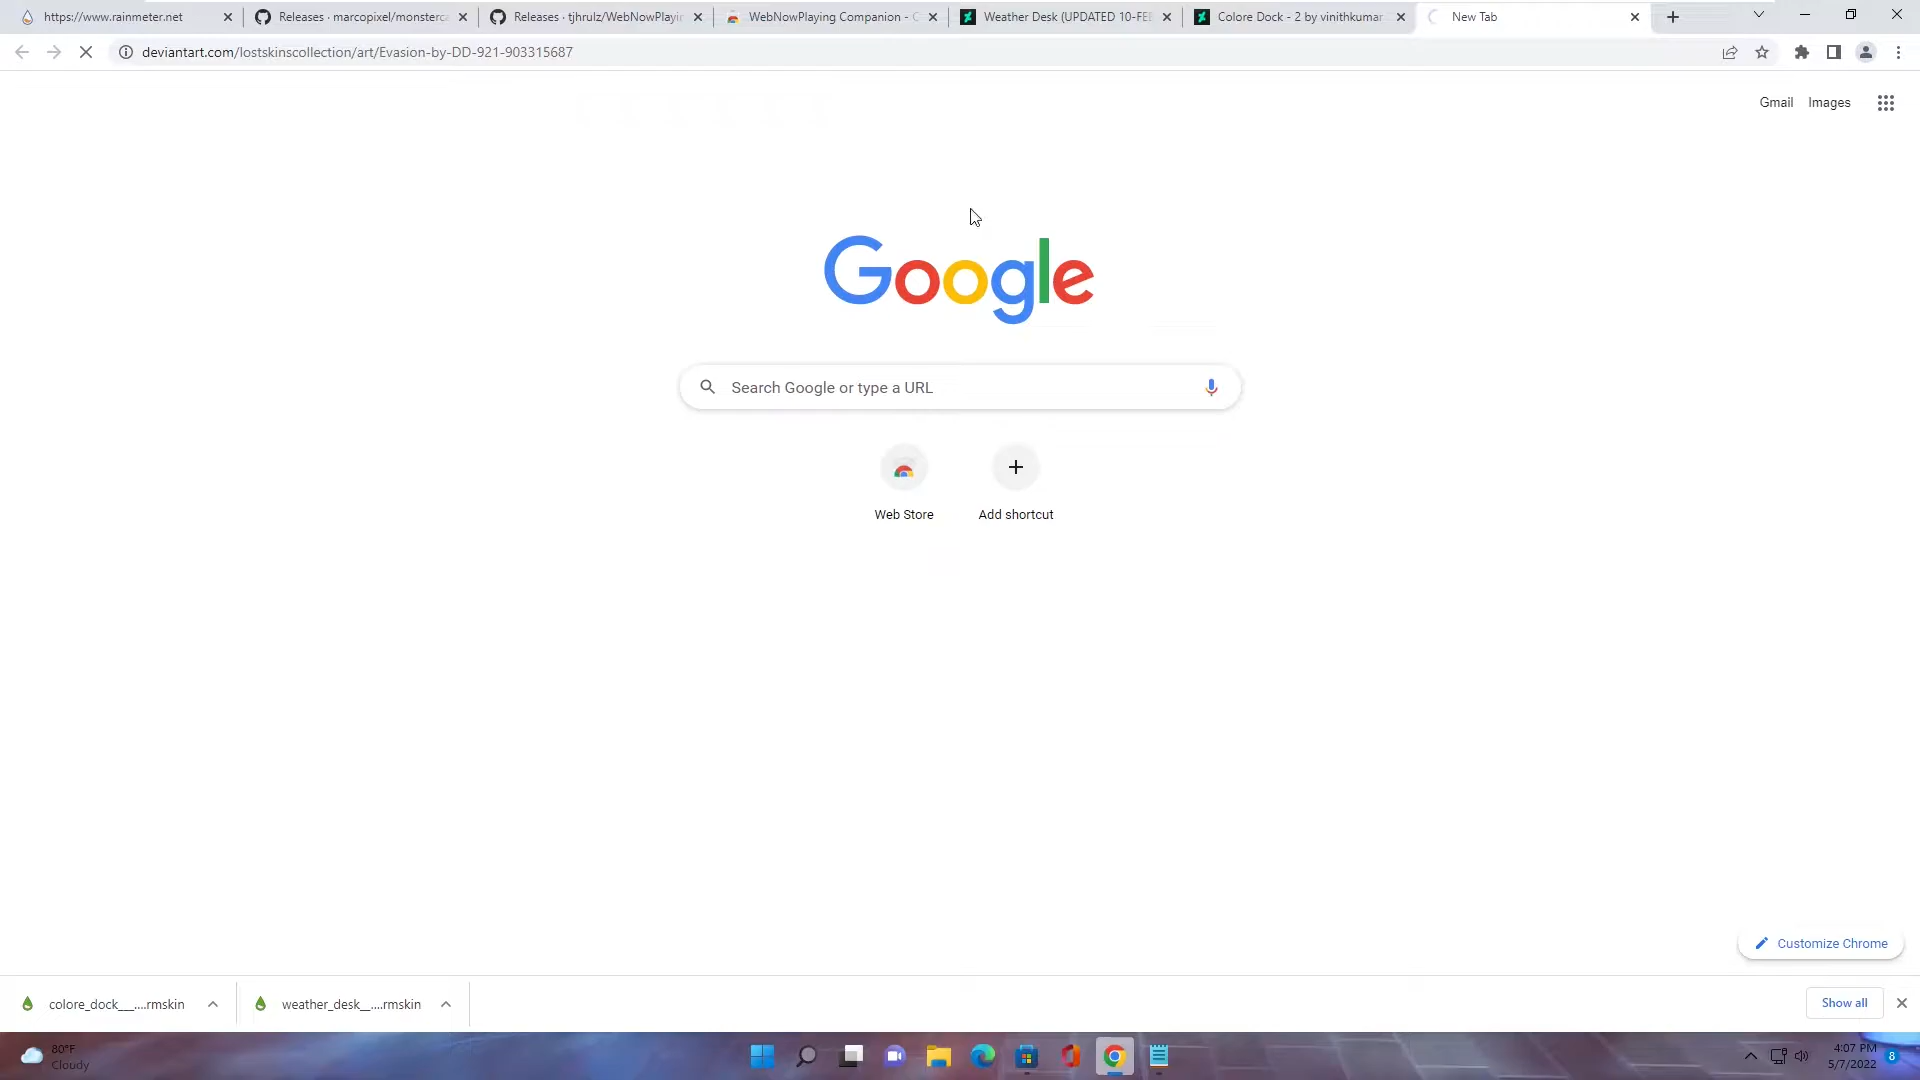 https://www.rainmeter.net
Releases · marcopixel/monsterca
Releases · tjhrulz/WebNowPlayin
WebNowPlaying Companion - C
Weather Desk (UPDATED 10-FEB
Colore Dock - 2 by vinithkumar
New Tab
deviantart.com/lostskinscollection/art/Evasion-by-DD-921-903315687
Gmail
Images
Google
Search Google or type a URL
Web Store
Add shortcut
Customize Chrome
colore_dock___....rmskin
weather_desk__....rmskin
Show all
80°F
Cloudy
4:07 PM
5/7/2022
8